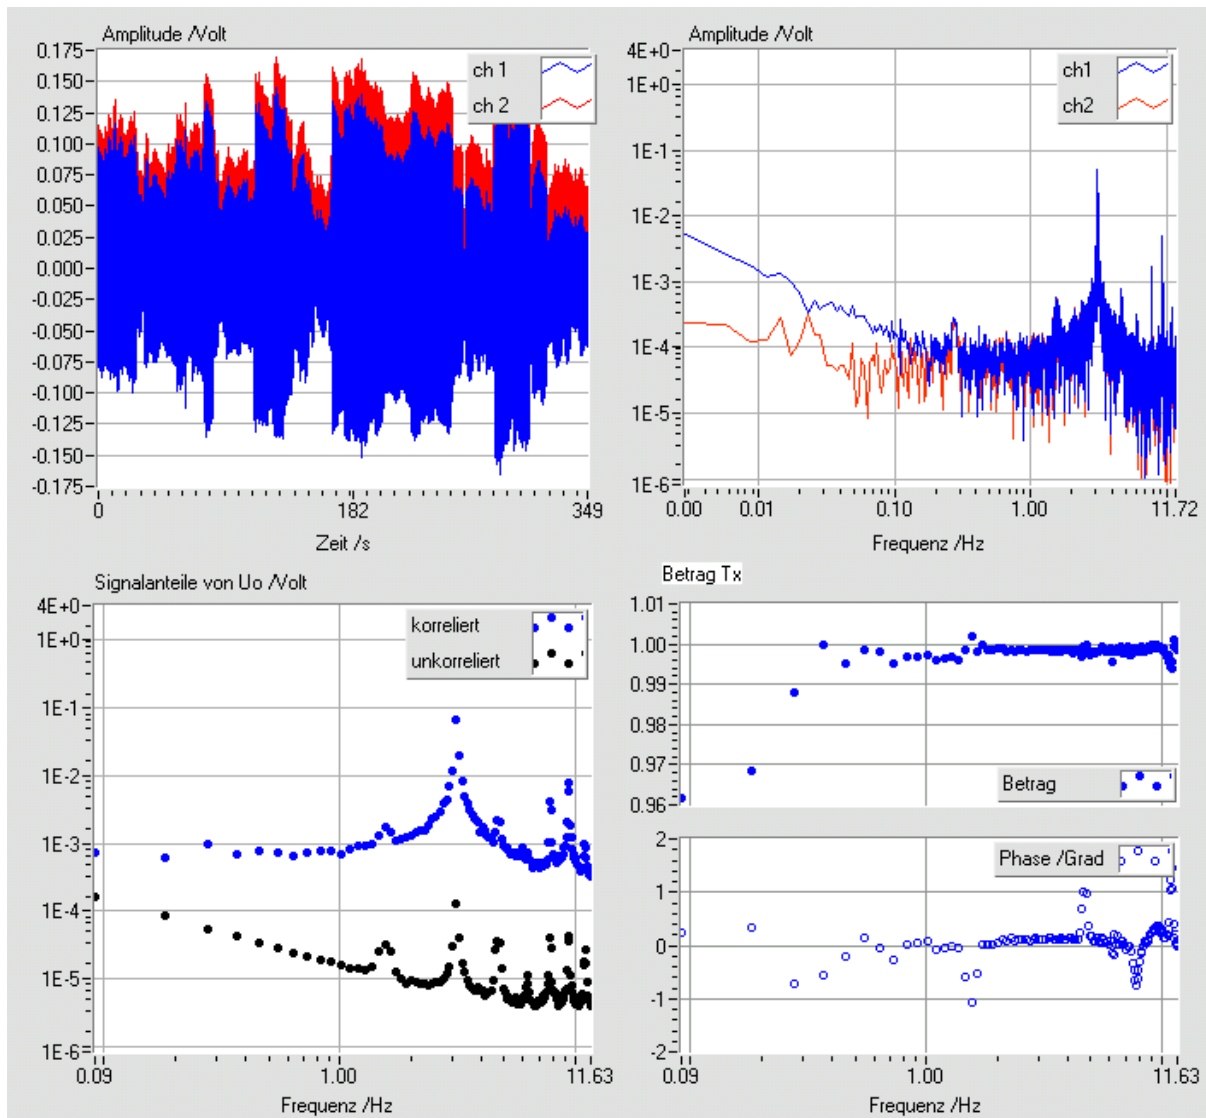 Amplitude /Volt
0.175
0.150
0.125
0.100
0.075
0.050
0.025
0.000
-0.025
-0.050
-0.075
-0.100
-0.125
-0.150
-0.175
ch 1
ch 2
0 182 349
Zeit /s
Amplitude /Volt
4E+0
1E+0
1E-1
1E-2
1E-3
1E-4
1E-5
1E-6
ch1
ch2
0.00 0.01 0.10 1.00 11.72
Frequenz /Hz
Signalanteile von Uo /Volt
4E+0
1E+0
1E-1
1E-2
1E-3
1E-4
1E-5
1E-6
korreliert
unkorreliert
0.09 1.00 11.63
Frequenz /Hz
Betrag Tx
1.01
1.00
0.99
0.98
0.97
0.96
Betrag
2
1
0
-1
-2
Phase /Grad
0.09 1.00 11.63
Frequenz /Hz